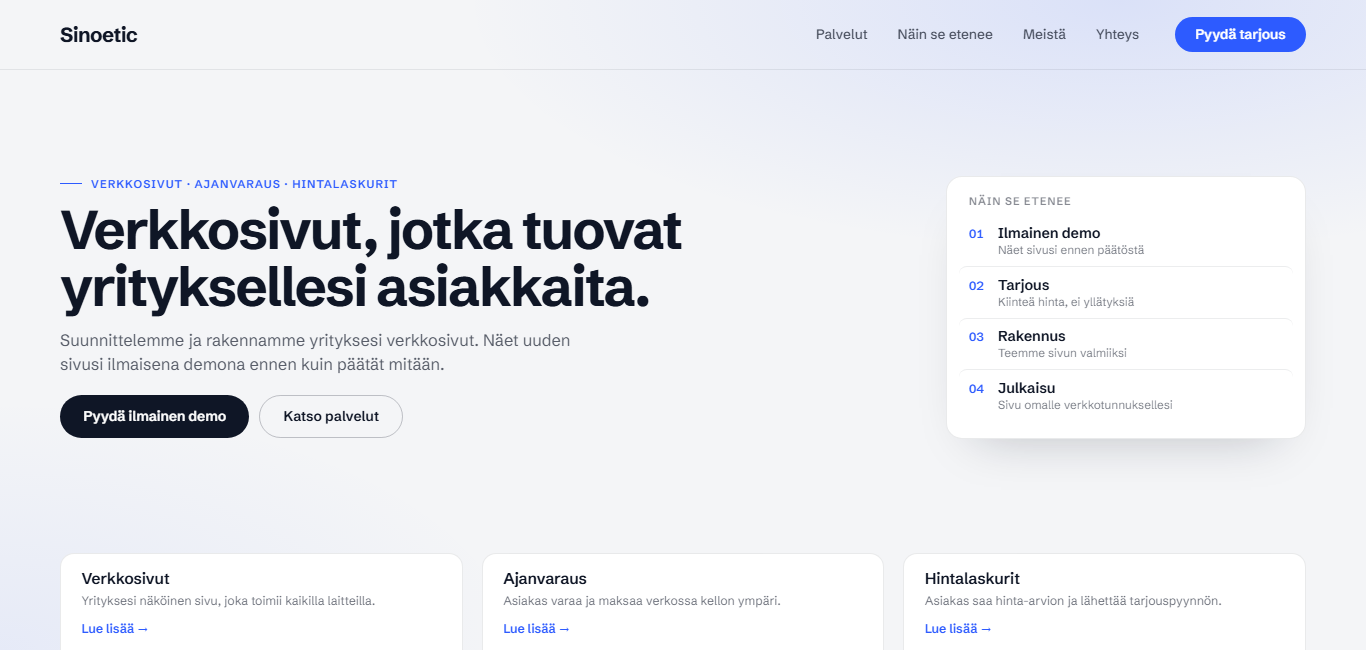 Sinoetic
Palvelut
Näin se etenee
Meistä
Yhteys
Pyydä tarjous
VERKKOSIVUT · AJANVARAUS · HINTALASKURIT
Verkkosivut, jotka tuovat
yrityksellesi asiakkaita.
Suunnittelemme ja rakennamme yrityksesi verkkosivut. Näet uuden
sivusi ilmaisena demona ennen kuin päätät mitään.
Pyydä ilmainen demo
Katso palvelut
NÄIN SE ETENEE
01 Ilmainen demo
Näet sivusi ennen päätöstä
02 Tarjous
Kiinteä hinta, ei yllätyksiä
03 Rakennus
Teemme sivun valmiiksi
04 Julkaisu
Sivu omalle verkkotunnuksellesi
Verkkosivut
Yrityksesi näköinen sivu, joka toimii kaikilla laitteilla.
Lue lisää →
Ajanvaraus
Asiakas varaa ja maksaa verkossa kellon ympäri.
Lue lisää →
Hintalaskurit
Asiakas saa hinta-arvion ja lähettää tarjouspyynnön.
Lue lisää →